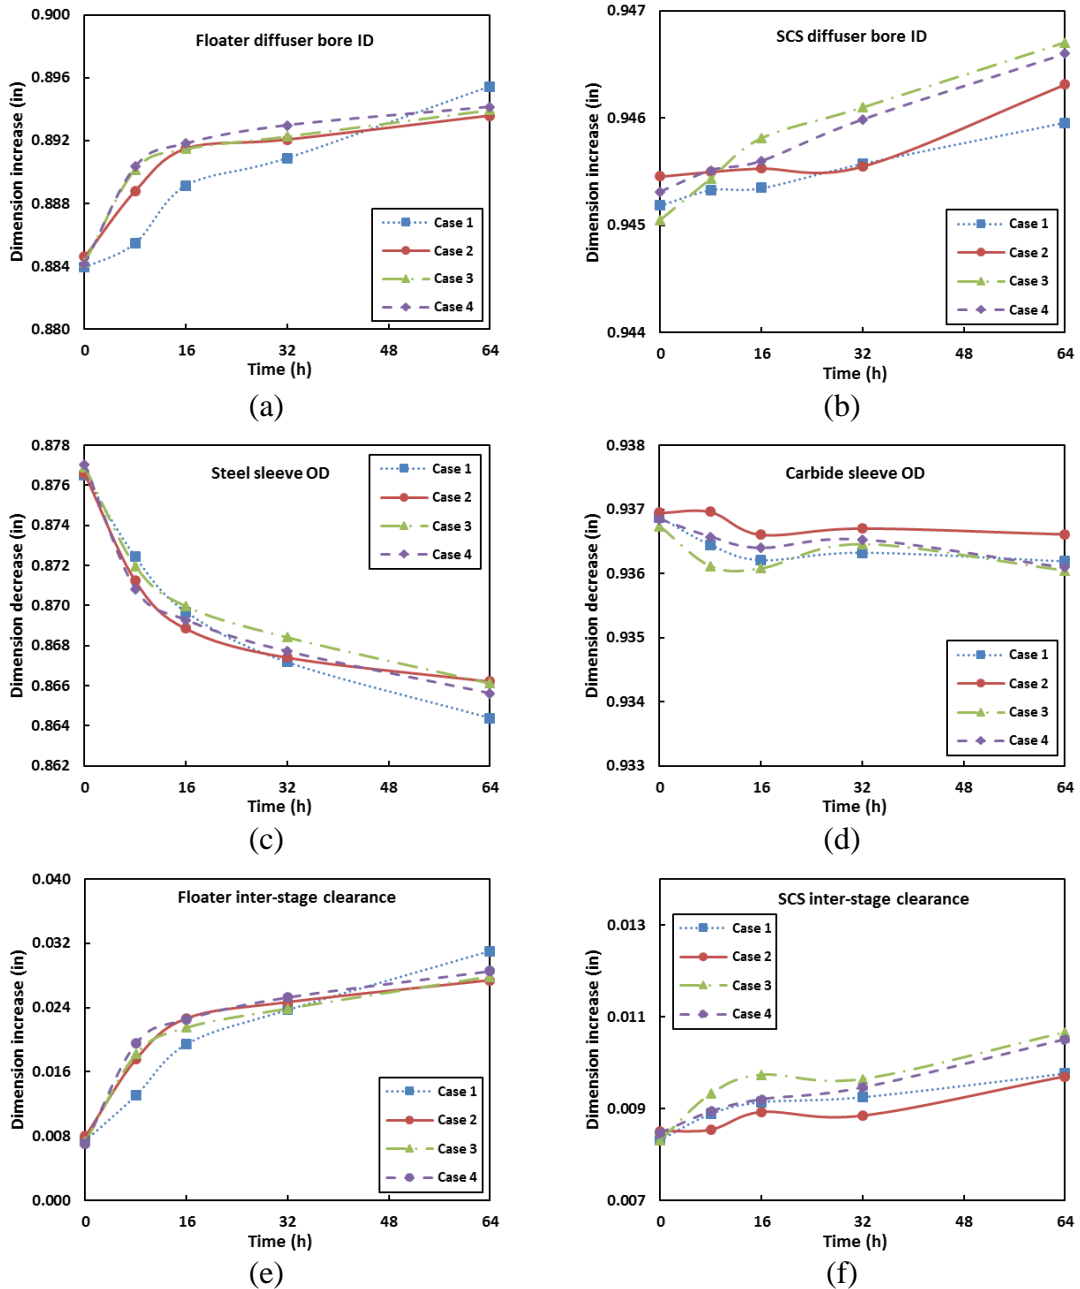 Floater diffuser bore ID
Dimension increase (in)
0.900
0.896
0.892
0.888
0.884
0.880
Case 1
Case 2
Case 3
Case 4
0 16 32 48 64
Time (h)
(a)
SCS diffuser bore ID
Dimension increase (in)
0.947
0.946
0.945
0.944
Case 1
Case 2
Case 3
Case 4
0 16 32 48 64
Time (h)
(b)
Steel sleeve OD
Dimension decrease (in)
0.878
0.876
0.874
0.872
0.870
0.868
0.866
0.864
0.862
Case 1
Case 2
Case 3
Case 4
0 16 32 48 64
Time (h)
(c)
Carbide sleeve OD
Dimension decrease (in)
0.938
0.937
0.936
0.935
0.934
0.933
Case 1
Case 2
Case 3
Case 4
0 16 32 48 64
Time (h)
(d)
Floater inter-stage clearance
Dimension increase (in)
0.040
0.032
0.024
0.016
0.008
0.000
Case 1
Case 2
Case 3
Case 4
0 16 32 48 64
Time (h)
(e)
SCS inter-stage clearance
Dimension increase (in)
0.013
0.011
0.009
0.007
Case 1
Case 2
Case 3
Case 4
0 16 32 48 64
Time (h)
(f)